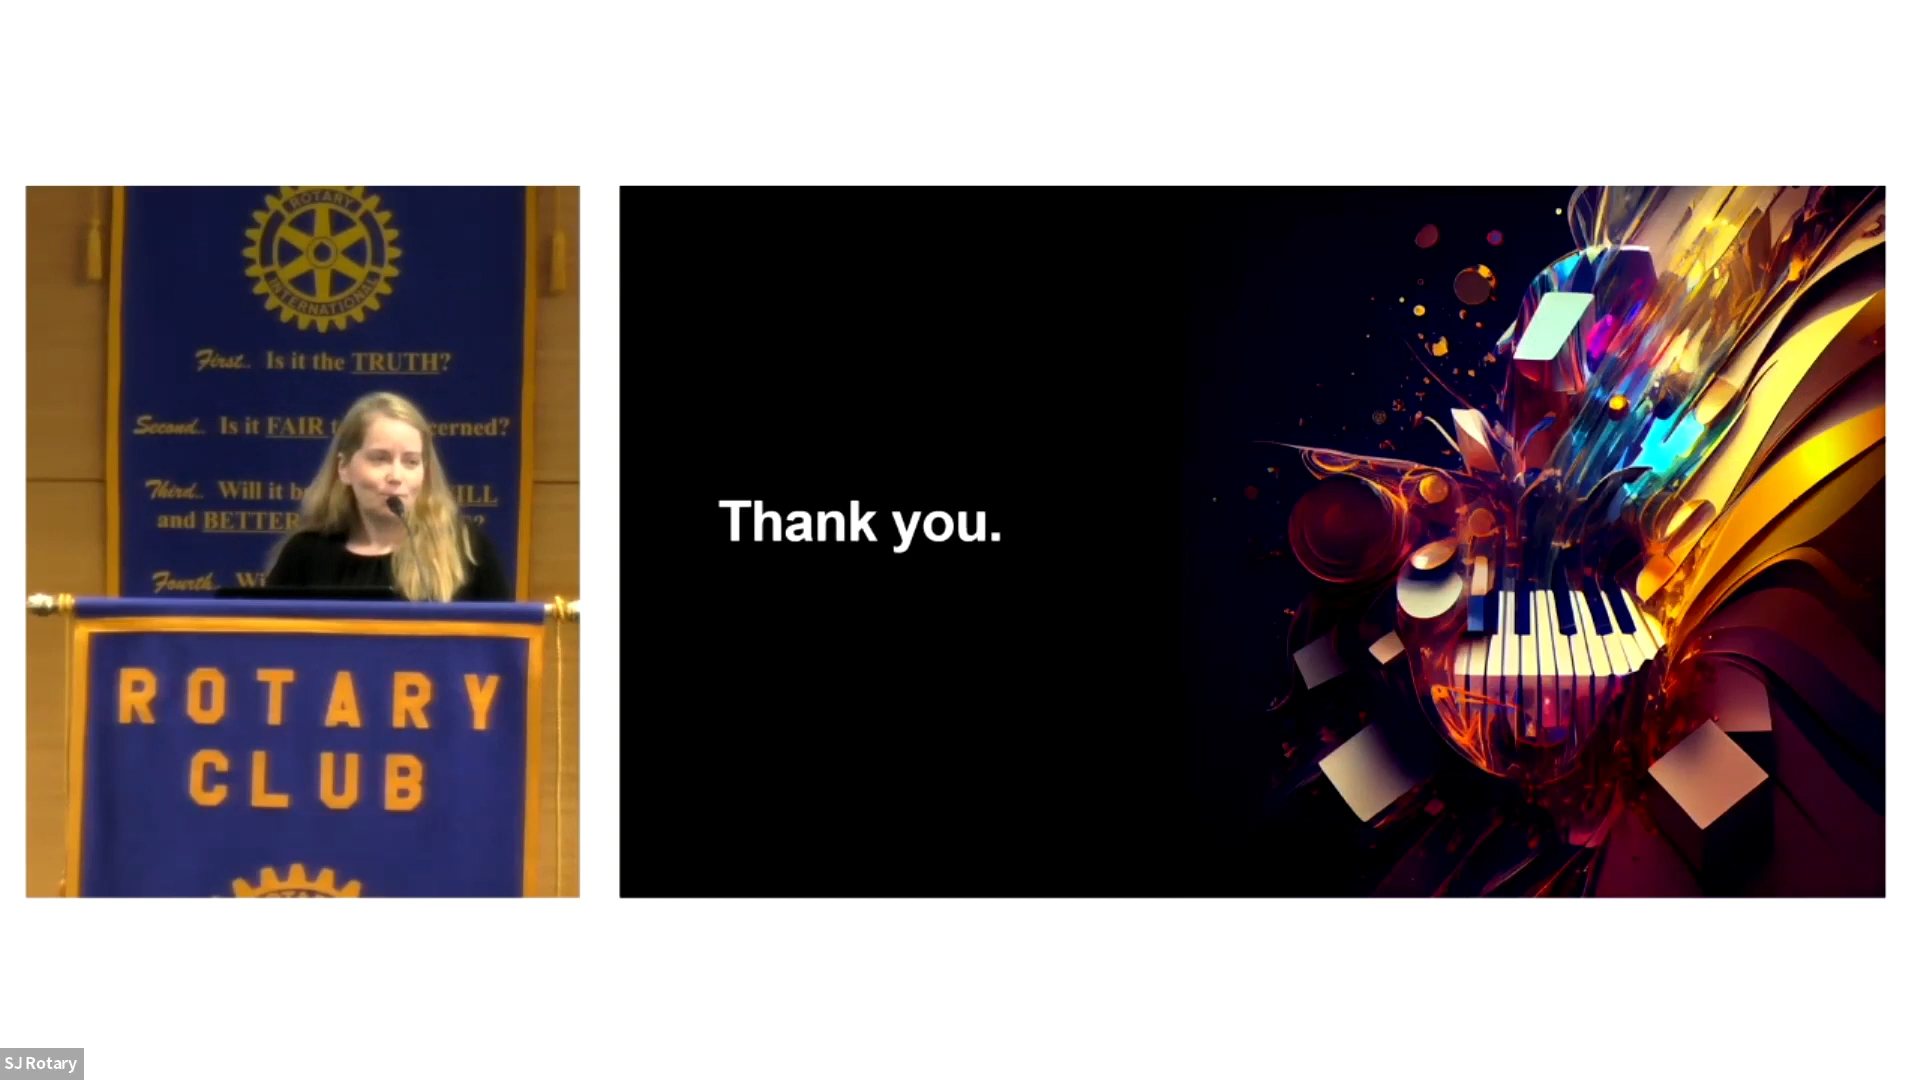 ROTARY
INTERNATIONAL
First.. Is it the TRUTH?
Second.. Is it FAIR cerned?
Third.. Will it ILL
and BETTER ?
Fourth..
ROTARY
CLUB
Thank you.
SJ Rotary